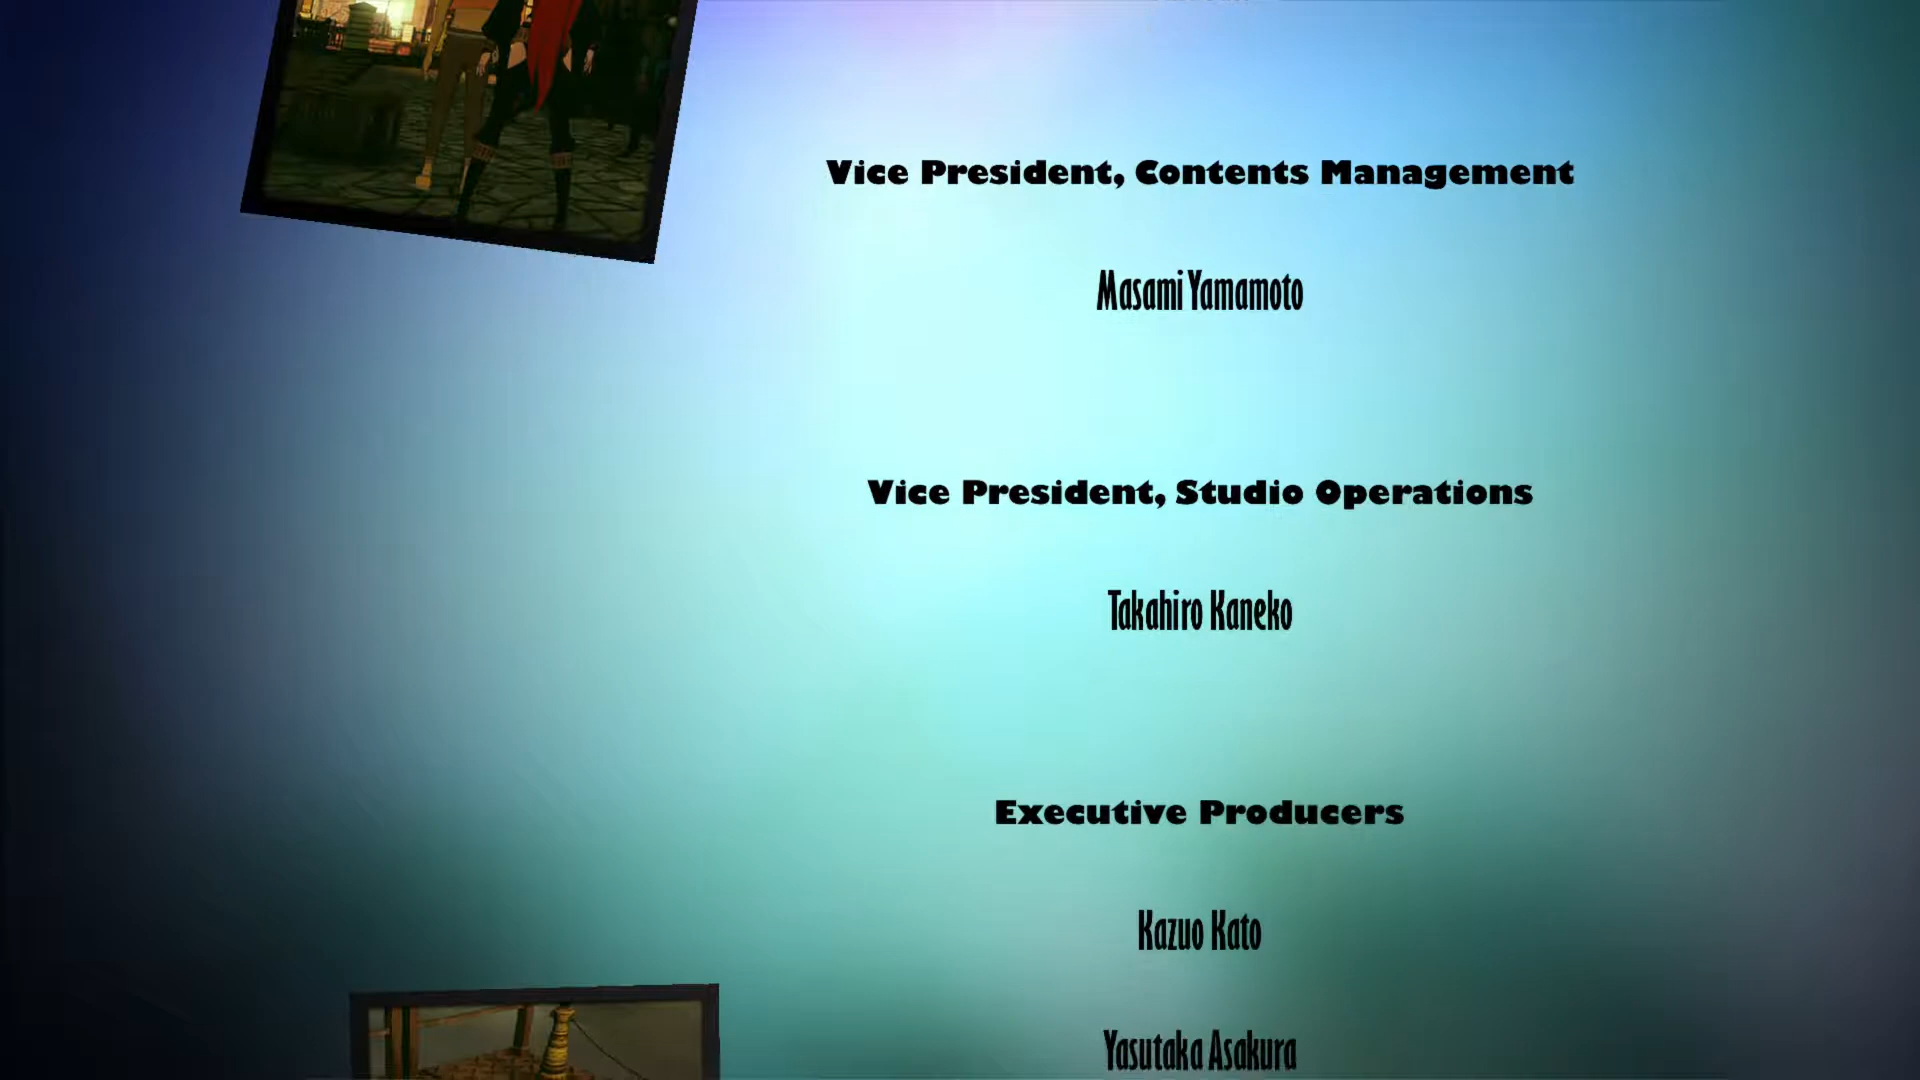 Vice President, Contents Management
Masami Yamamoto
Vice President, Studio Operations
Takahiro Kaneko
Executive Producers
Kazuo Kato
Yasutaka Asakura